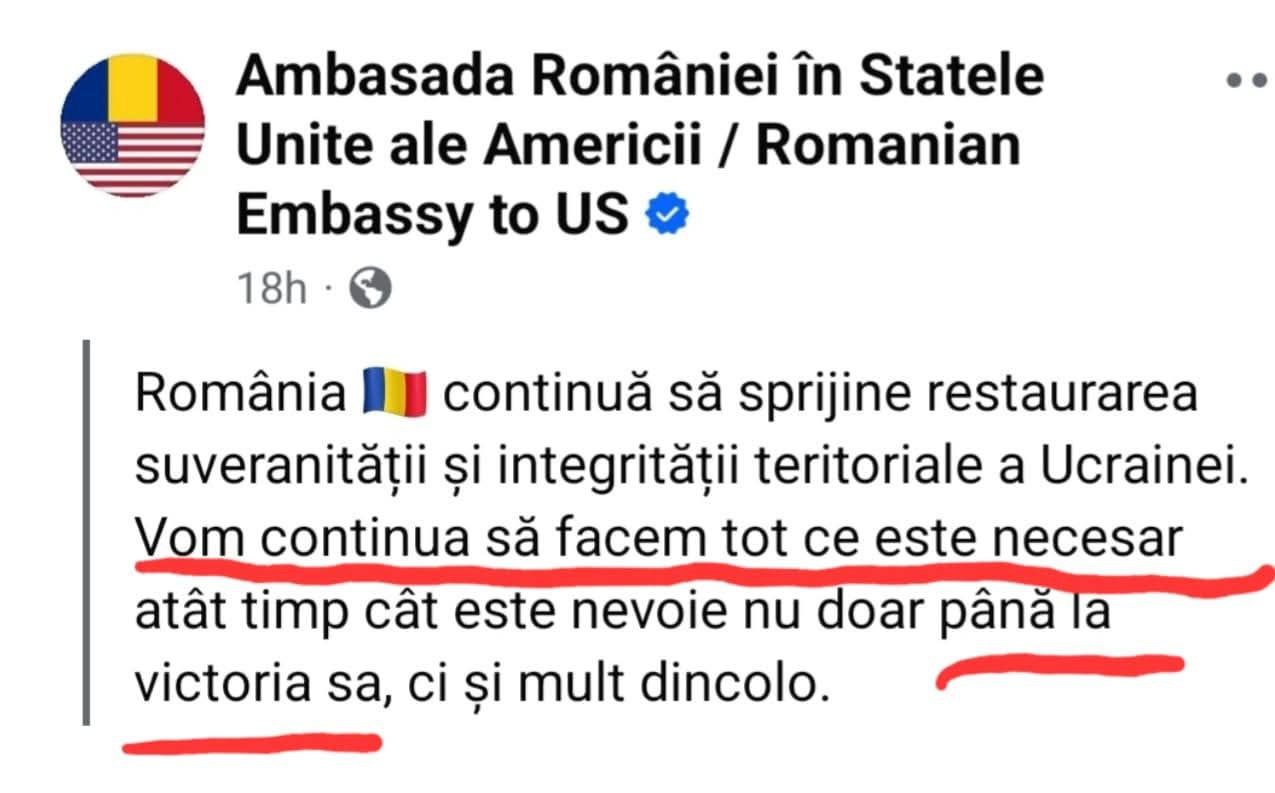 Ambasada României în Statele
Unite ale Americii / Romanian
Embassy to US
18h ·
România 🇷🇴 continuă să sprijine restaurarea
suveranității și integrității teritoriale a Ucrainei.
Vom continua să facem tot ce este necesar
atât timp cât este nevoie nu doar până la
victoria sa, ci și mult dincolo.